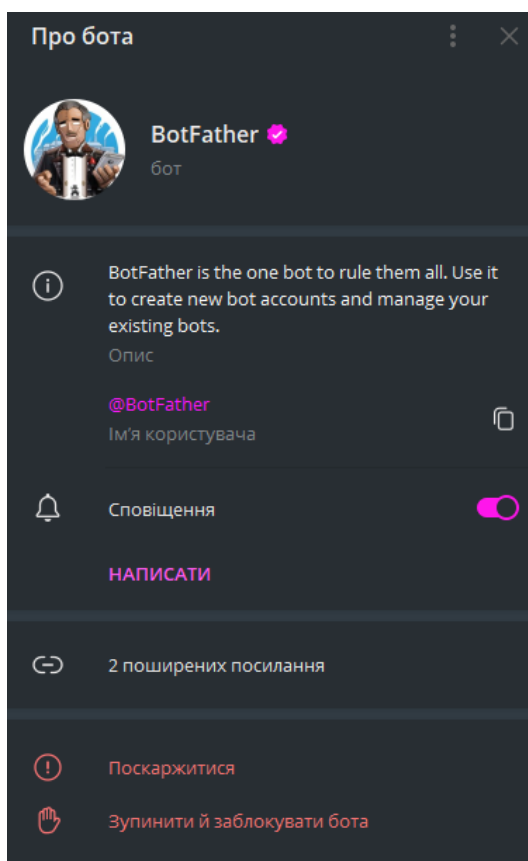 Про бота
BotFather
бот
BotFather is the one bot to rule them all. Use it
to create new bot accounts and manage your
existing bots.
Опис
@BotFather
Ім'я користувача
Сповіщення
НАПИСАТИ
2 поширених посилання
Поскаржитися
Зупинити й заблокувати бота